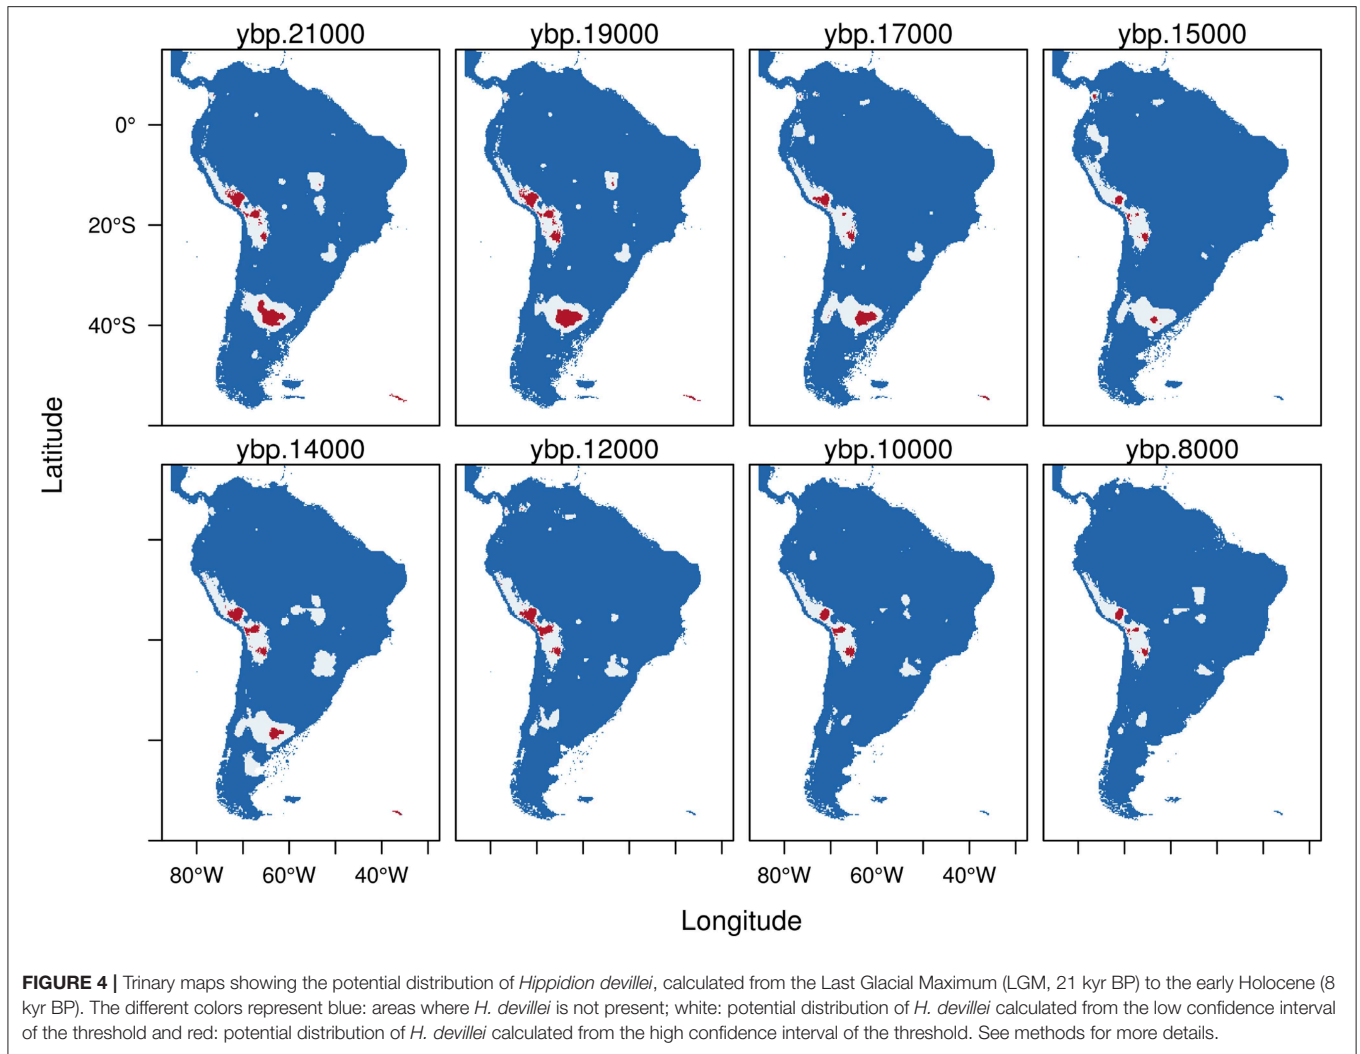 ybp.21000 ybp.19000 ybp.17000 ybp.15000
0°
20°S
40°S
Latitude
ybp.14000 ybp.12000 ybp.10000 ybp.8000
80°W 60°W 40°W 80°W 60°W 40°W
Longitude
FIGURE 4 | Trinary maps showing the potential distribution of Hippidion devillei, calculated from the Last Glacial Maximum (LGM, 21 kyr BP) to the early Holocene (8
kyr BP). The different colors represent blue: areas where H. devillei is not present; white: potential distribution of H. devillei calculated from the low confidence interval
of the threshold and red: potential distribution of H. devillei calculated from the high confidence interval of the threshold. See methods for more details.